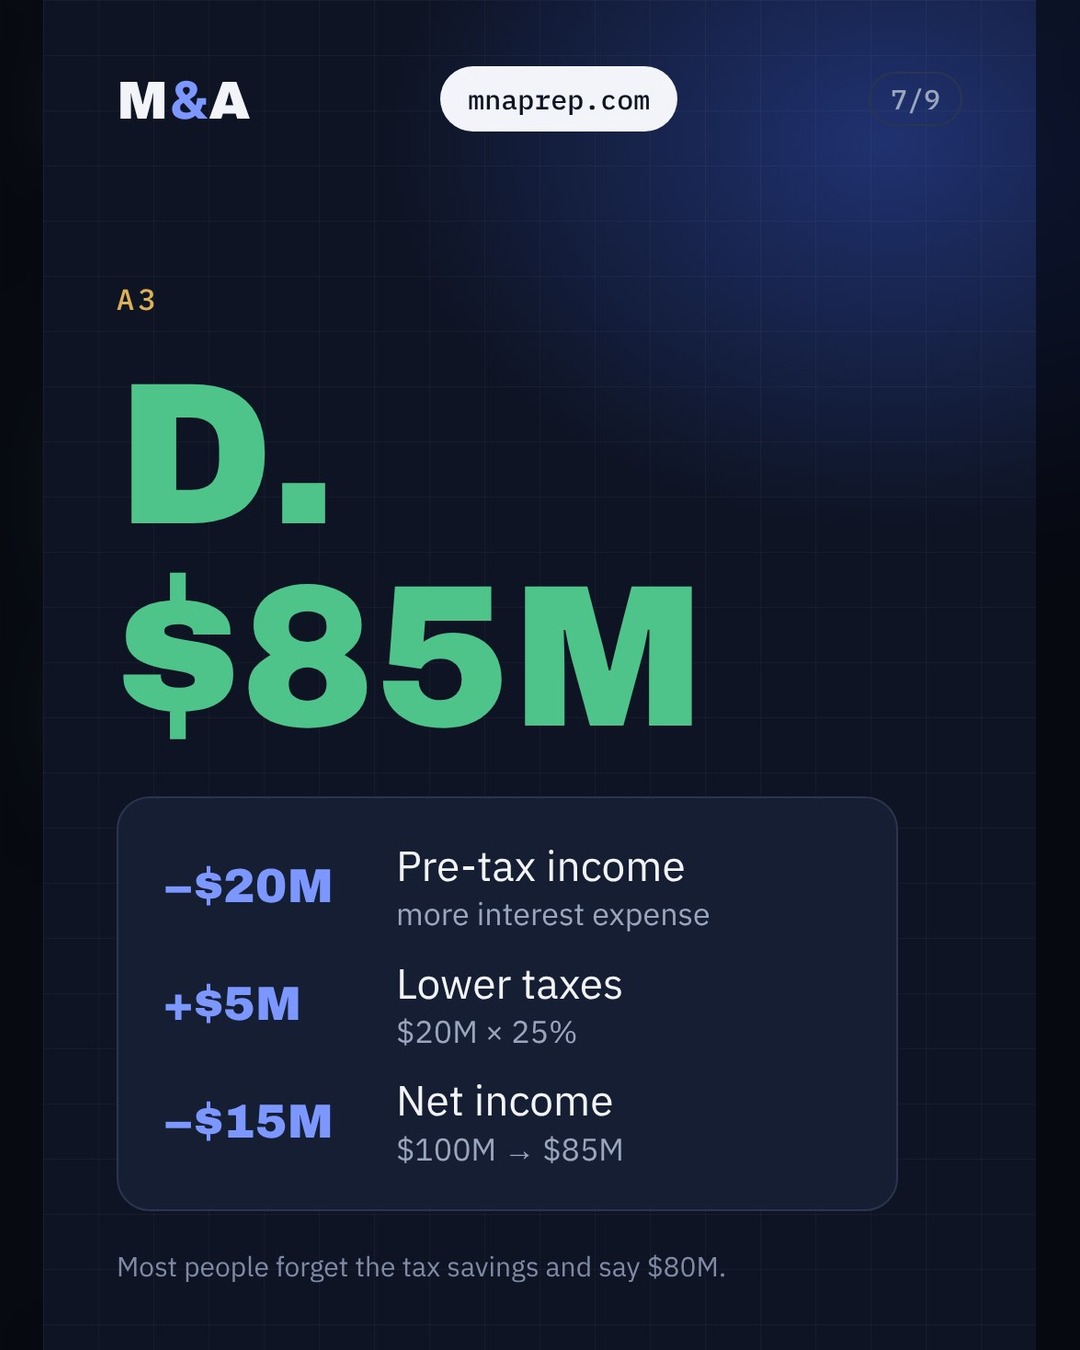 M&A
mnaprep.com
7/9
A3
D.
$85M
–$20M
Pre-tax income
more interest expense
+$5M
Lower taxes
$20M × 25%
–$15M
Net income
$100M → $85M
Most people forget the tax savings and say $80M.